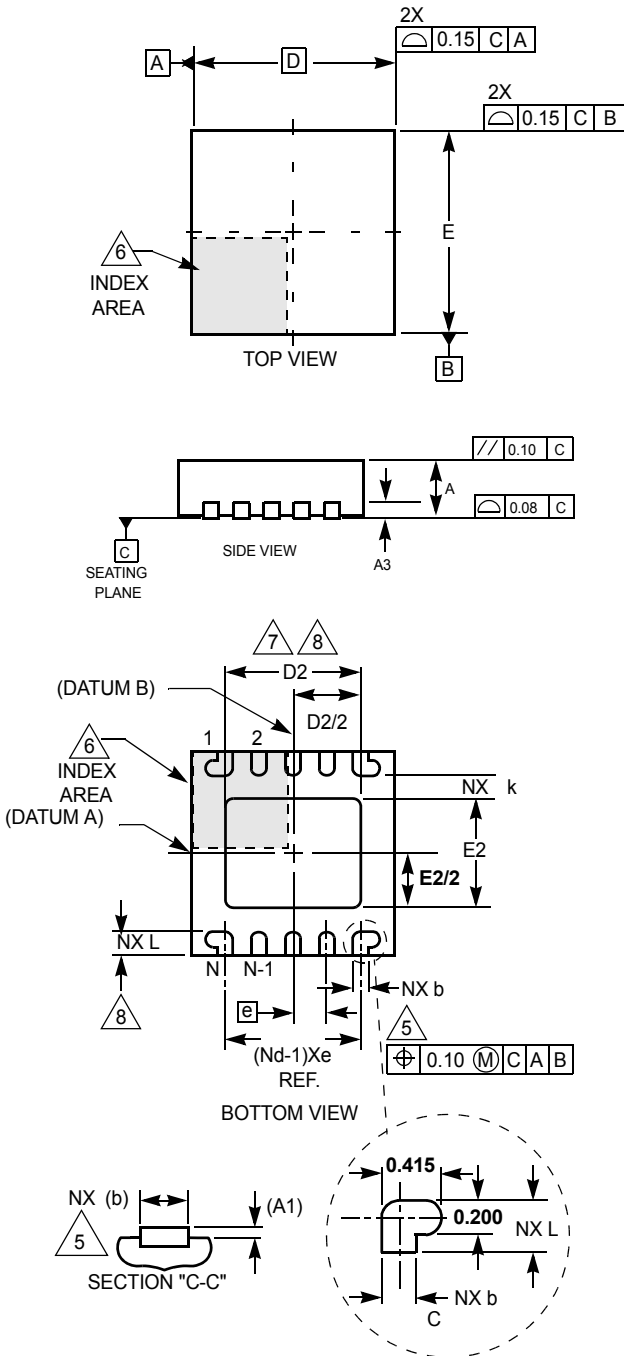 2X
⌓ 0.15 C A
A
D
2X
⌓ 0.15 C B
6
INDEX
AREA
E
TOP VIEW
B
// 0.10 C
A
⌓ 0.08 C
C
SEATING
PLANE
SIDE VIEW
A3
7 8
D2
(DATUM B)
D2/2
6
INDEX
AREA
1 2
(DATUM A)
NX k
E2
E2/2
NX L
8
N N-1
NX b
e
5
(Nd-1)Xe
REF.
⌖ 0.10 Ⓜ C A B
BOTTOM VIEW
NX (b)
(A1)
5
SECTION "C-C"
0.415
0.200
NX L
NX b
C